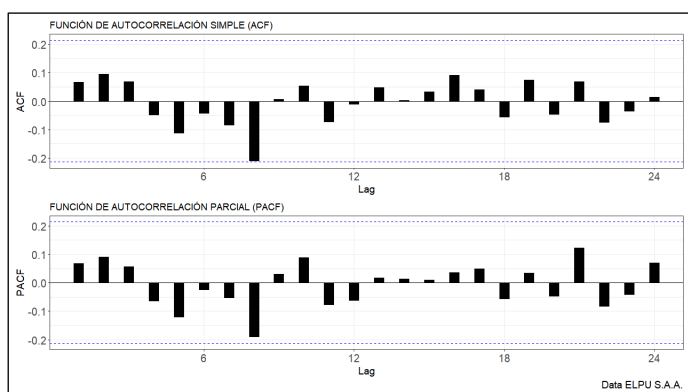 FUNCIÓN DE AUTOCORRELACIÓN SIMPLE (ACF)
0.2
0.1
0.0
-0.1
-0.2
ACF
6
12
18
24
Lag
FUNCIÓN DE AUTOCORRELACIÓN PARCIAL (PACF)
0.2
0.1
0.0
-0.1
-0.2
PACF
6
12
18
24
Lag
Data ELPU S.A.A.